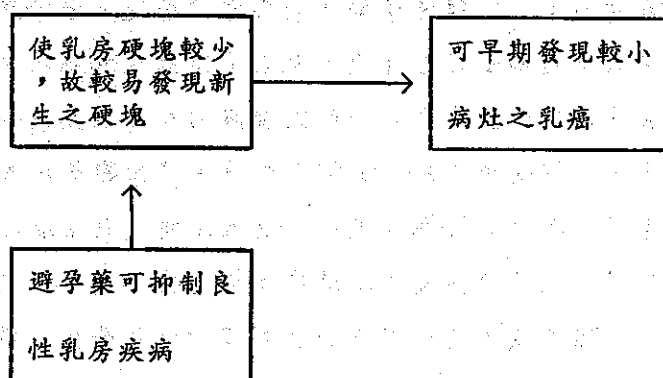 使乳房硬塊較少
，故較易發現新
生之硬塊
可早期發現較小
病灶之乳癌
避孕藥可抑制良
性乳房疾病